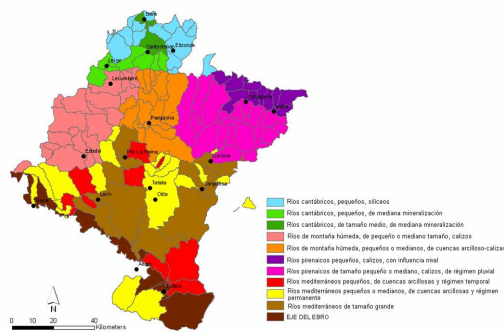 Bera
Santesteban
Elizondo
Leiza
Lecumberri
Pamplona
Estella
Pte. La Reina
Lumbier
Tafalla
Olite
Sangüesa
Lerín
Alfaro
Tudela
N
0 10 20 40
Kilometers
Ríos cantábricos, pequeños, silíceos
Ríos cantábricos, pequeños, de mediana mineralización
Ríos cantábricos, de tamaño medio, de mediana mineralización
Ríos de montaña húmeda, de pequeño o mediano tamaño, calizos
Ríos de montaña húmeda, pequeños o medianos, de cuencas arcilloso-calizas
Ríos pirenaicos pequeños, calizos, con influencia nival
Ríos pirenaicos de tamaño pequeño o mediano, calizos, de régimen pluvial
Ríos mediterráneos pequeños, de cuencas arcillosas y régimen temporal
Ríos mediterráneos pequeños o medianos, de cuencas arcillosas y régimen
permanente
Ríos mediterráneos de tamaño grande
EJE DEL EBRO